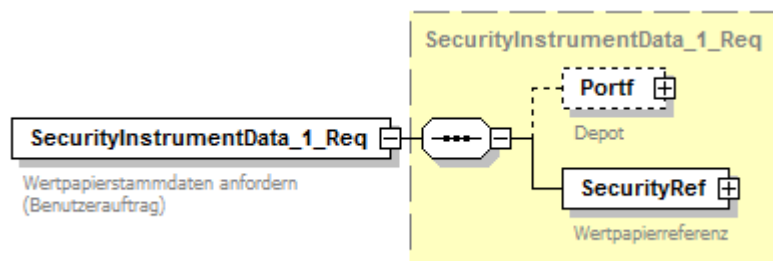 SecurityInstrumentData_1_Req
Portf
Depot
SecurityInstrumentData_1_Req
Wertpapierstammdaten anfordern
(Benutzerauftrag)
SecurityRef
Wertpapierreferenz